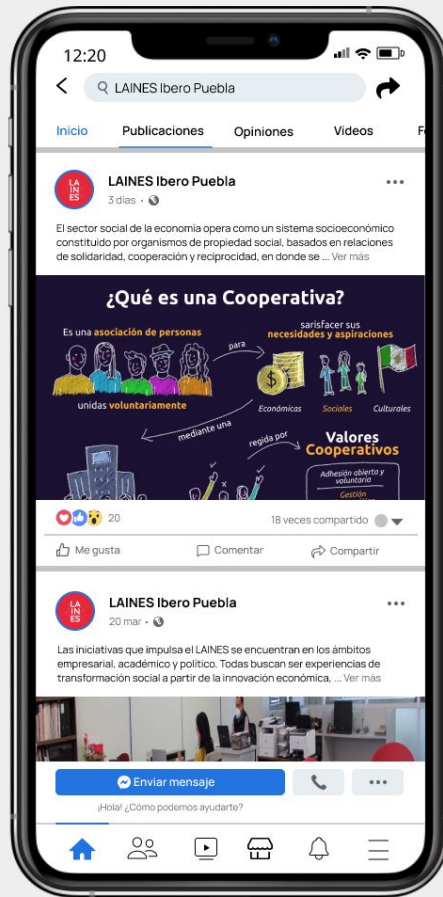 12:20
LAINES Ibero Puebla
Inicio Publicaciones Opiniones Videos F
LA
IN
ES
LAINES Ibero Puebla
3 días
El sector social de la economía opera como un sistema socioeconómico
constituido por organismos de propiedad social, basados en relaciones
de solidaridad, cooperación y reciprocidad, en donde se ... Ver más
¿Qué es una Cooperativa?
Es una asociación de personas
unidas voluntariamente
para
sarisfacer sus
necesidades y aspiraciones
$
Económicas Sociales Culturales
mediante una
regida por
Valores
Cooperativos
Adhesión abierta y
voluntaria
Gestión
20
18 veces compartido
Me gusta Comentar Compartir
LA
IN
ES
LAINES Ibero Puebla
20 mar
Las iniciativas que impulsa el LAINES se encuentran en los ámbitos
empresarial, académico y político. Todas buscan ser experiencias de
transformación social a partir de la innovación económica, ... Ver más
Enviar mensaje
¡Hola! ¿Cómo podemos ayudarte?